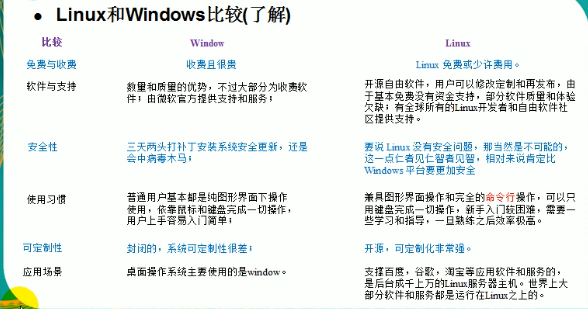 ● Linux和Windows比较(了解)
比较 Window Linux
免费与收费 收费且很贵 Linux 免费或少许费用。
软件与支持 数量和质量的优势，不过大部分为收费软件；由微软官方提供支持和服务； 开源自由软件，用户可以修改定制和再发布，由于基本免费没有资金支持，部分软件质量和体验欠缺；有全球所有的Linux开发者和自由软件社区提供支持。
安全性 三天两头打补丁安装系统安全更新，还是会中病毒木马； 要说 Linux 没有安全问题，那当然是不可能的，这一点仁者见仁智者见智，相对来说肯定比Windows 平台要更加安全
使用习惯 普通用户基本都是纯图形界面下操作使用，依靠鼠标和键盘完成一切操作，用户上手容易入门简单； 兼具图形界面操作和完全的命令行操作，可以只用键盘完成一切操作，新手入门较困难，需要一些学习和指导，一旦熟练之后效率极高。
可定制性 封闭的，系统可定制性很差； 开源，可定制化非常强。
应用场景 桌面操作系统主要使用的是window。 支撑百度，谷歌，淘宝等应用软件和服务的，是后台成千上万的Linux服务器主机。世界上大部分软件和服务都是运行在Linux之上的。